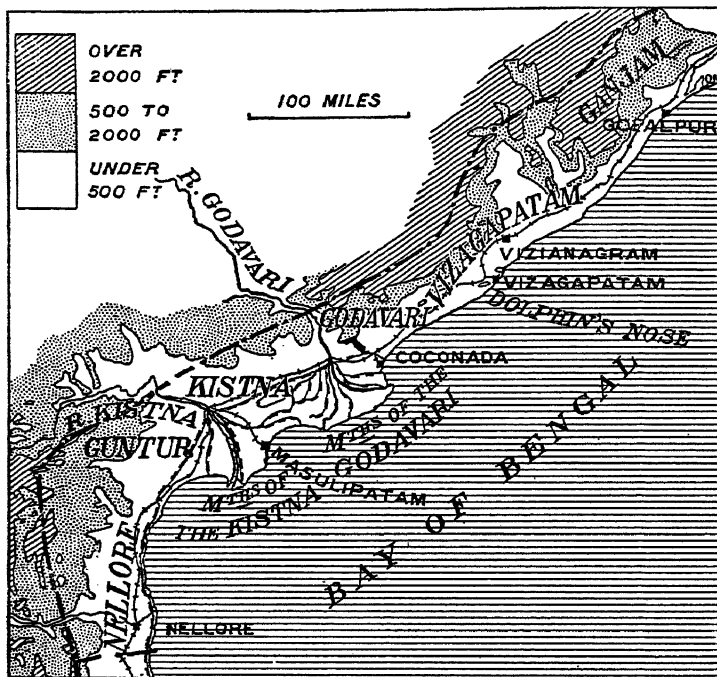 OVER
2000 FT
500 TO
2000 FT
UNDER
500 FT
100 MILES
GANJAM
GOPALPUR
R. GODAVARI
VIZAGAPATAM
VIZIANAGRAM
VIZAGAPATAM
DOLPHIN'S NOSE
GODAVARI
COCONADA
KISTNA
R. KISTNA
GUNTUR
MTHS OF THE
GODAVARI
MASULIPATAM
MTHS OF
THE KISTNA
BAY OF BENGAL
NELLORE
NELLORE